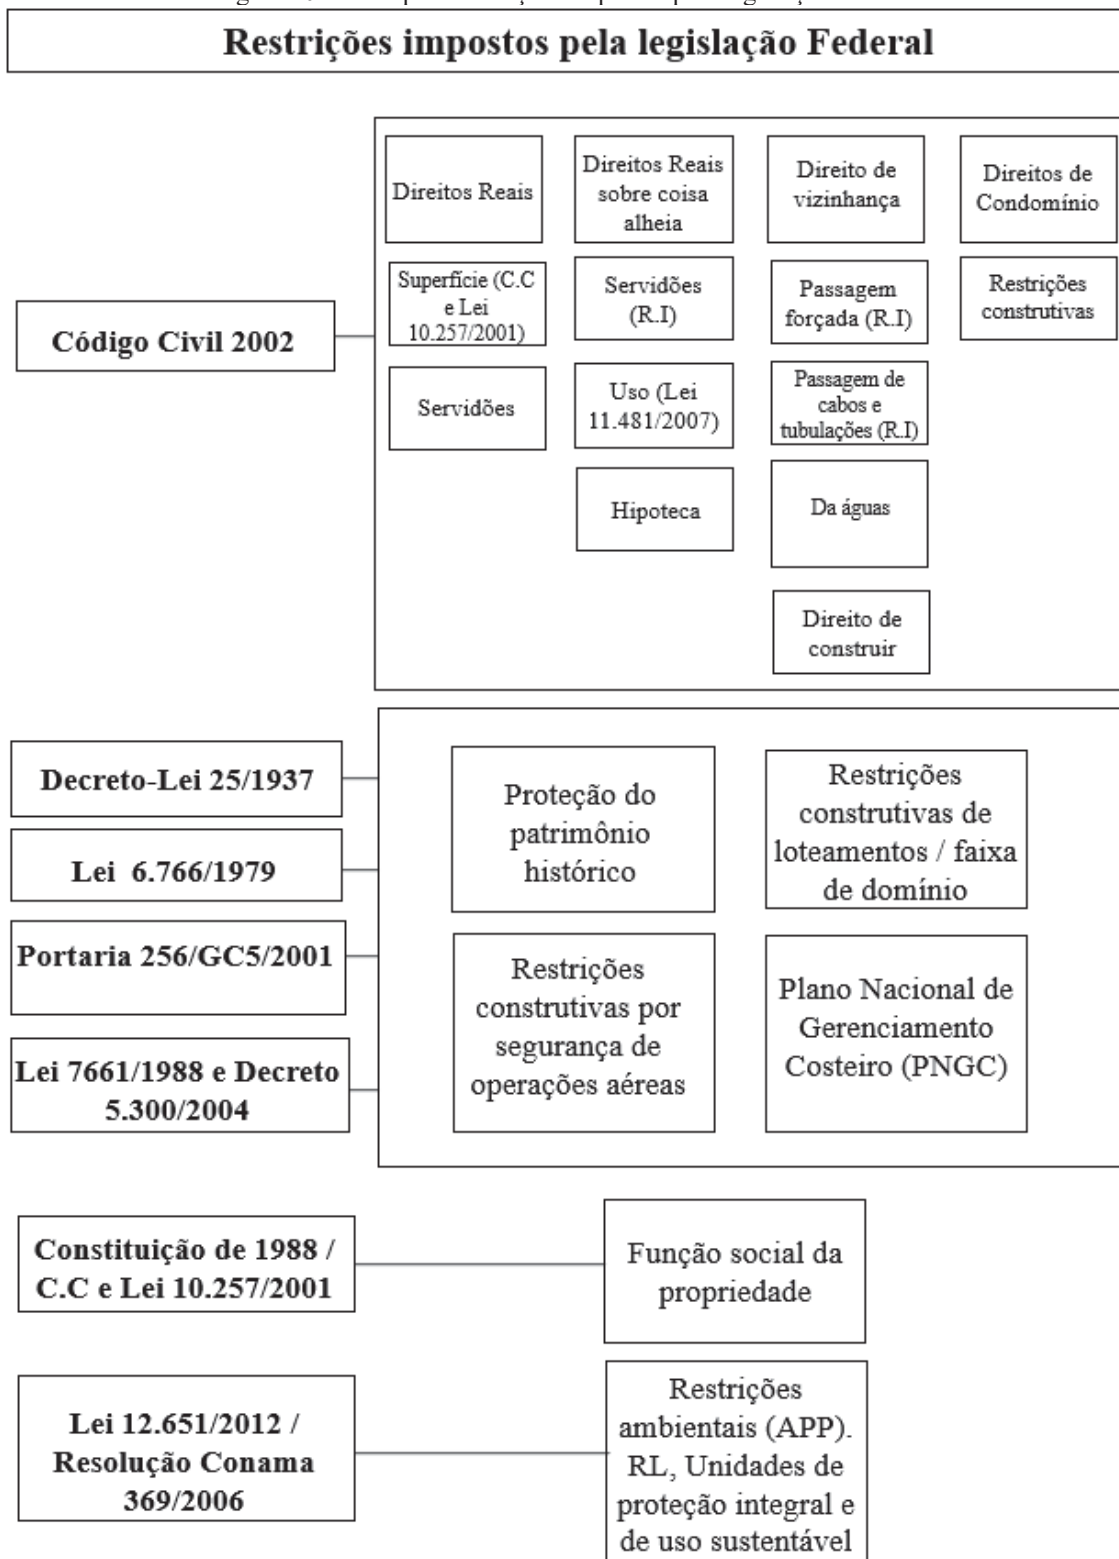 Restrições impostos pela legislação Federal
Código Civil 2002
Direitos Reais
Superfície (C.C
e Lei
10.257/2001)
Servidões
Direitos Reais
sobre coisa
alheia
Servidões
(R.I)
Uso (Lei
11.481/2007)
Hipoteca
Direito de
vizinhança
Passagem
forçada (R.I)
Passagem de
cabos e
tubulações (R.I)
Da águas
Direito de
construir
Direitos de
Condomínio
Restrições
construtivas
Decreto-Lei 25/1937
Lei 6.766/1979
Portaria 256/GC5/2001
Lei 7661/1988 e Decreto
5.300/2004
Proteção do
patrimônio
histórico
Restrições
construtivas de
loteamentos / faixa
de domínio
Restrições
construtivas por
segurança de
operações aéreas
Plano Nacional de
Gerenciamento
Costeiro (PNGC)
Constituição de 1988 /
C.C e Lei 10.257/2001
Função social da
propriedade
Lei 12.651/2012 /
Resolução Conama
369/2006
Restrições
ambientais (APP).
RL, Unidades de
proteção integral e
de uso sustentável